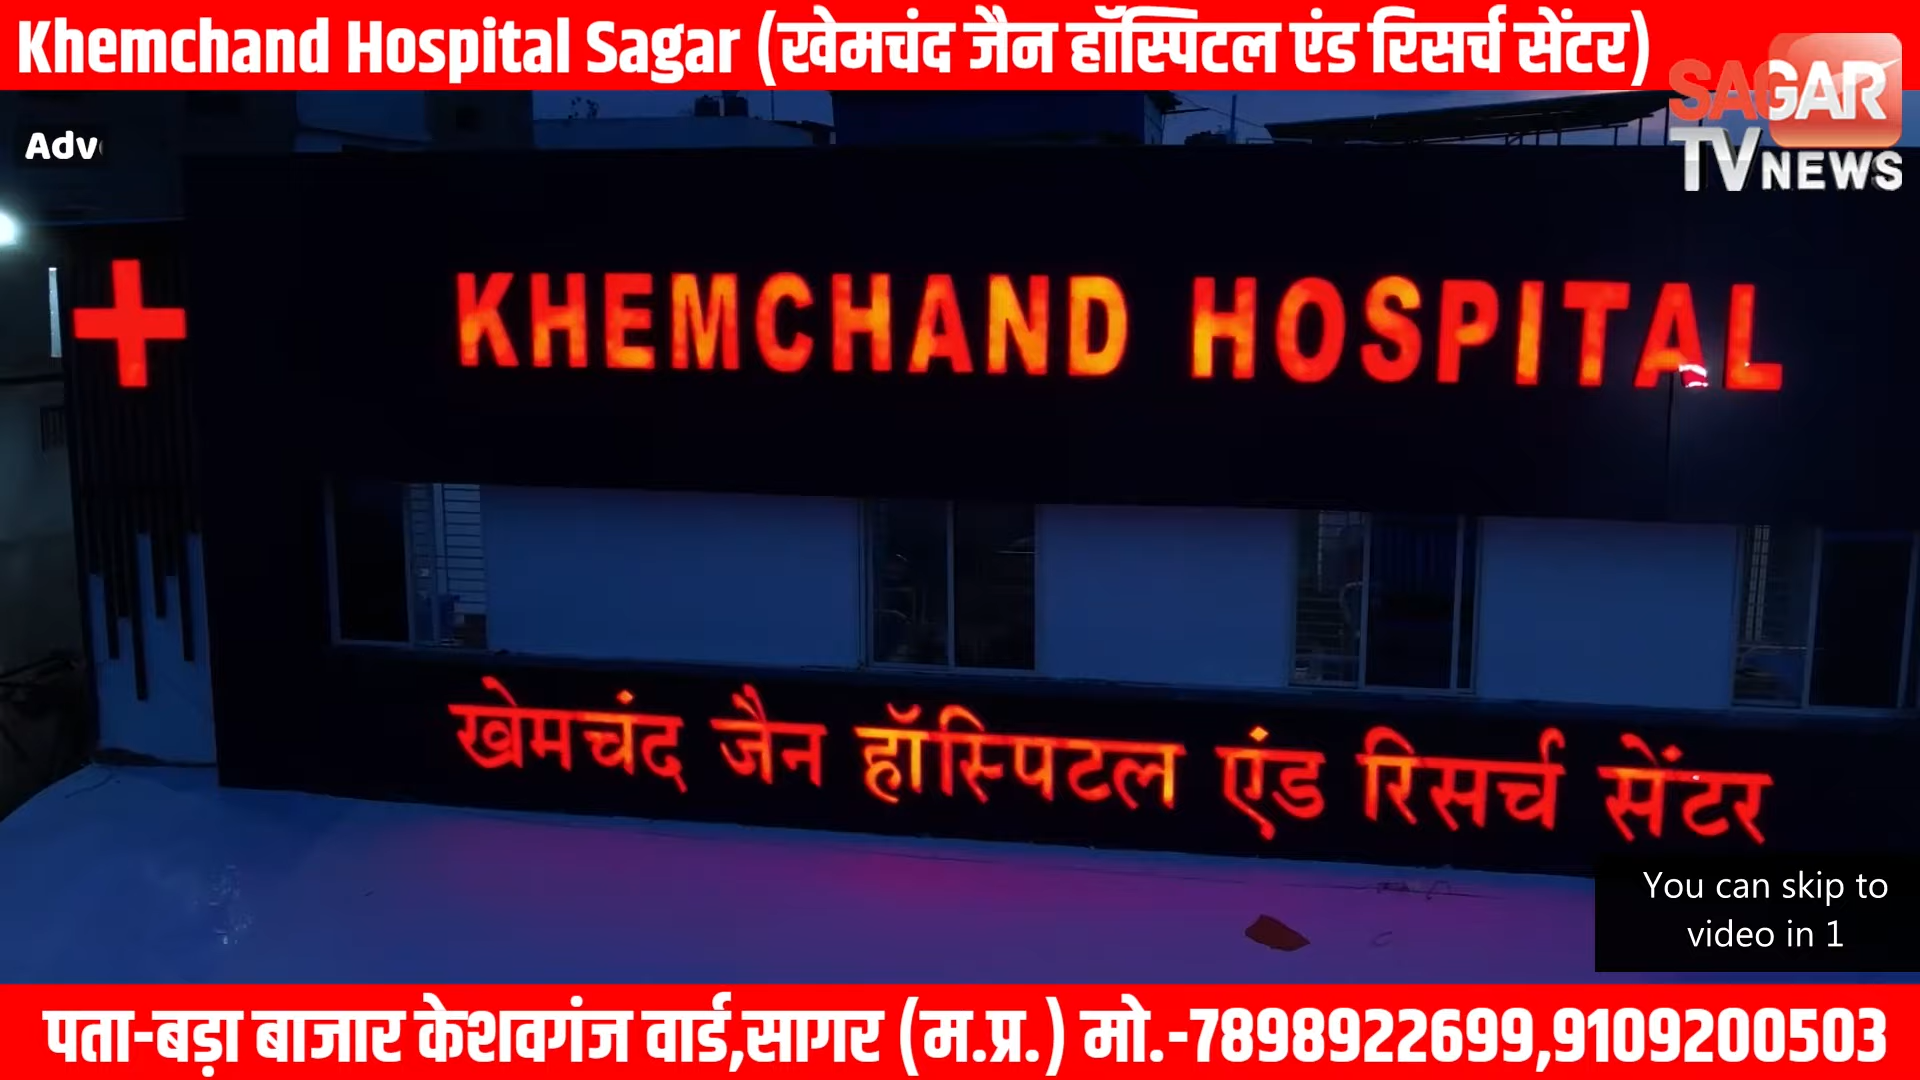 Khemchand Hospital Sagar (खेमचंद जैन हॉस्पिटल एंड रिसर्च सेंटर)
SAGAR
TV NEWS
Adv
KHEMCHAND HOSPITAL
खेमचंद जैन हॉस्पिटल एंड रिसर्च सेंटर
You can skip to
video in 1
पता-बड़ा बाजार केशवगंज वार्ड,सागर (म.प्र.) मो.-7898922699,9109200503